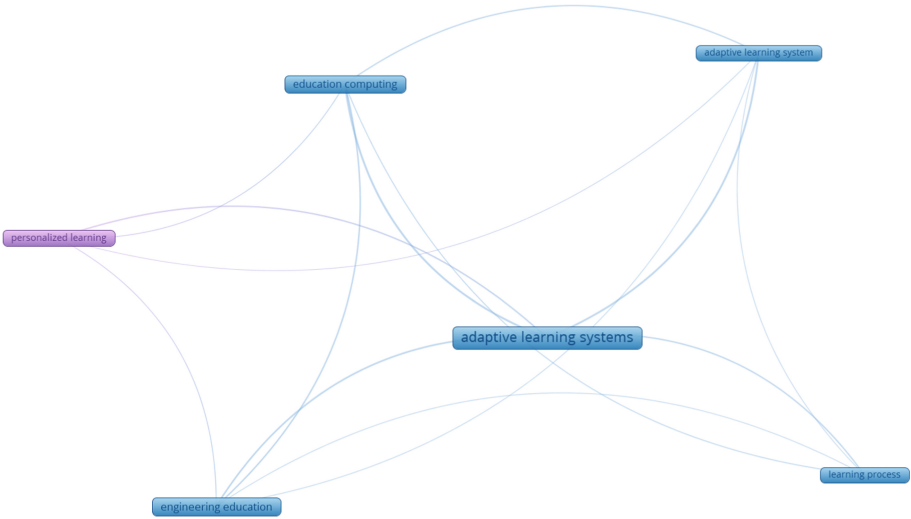 adaptive learning system
education computing
personalized learning
adaptive learning systems
learning process
engineering education